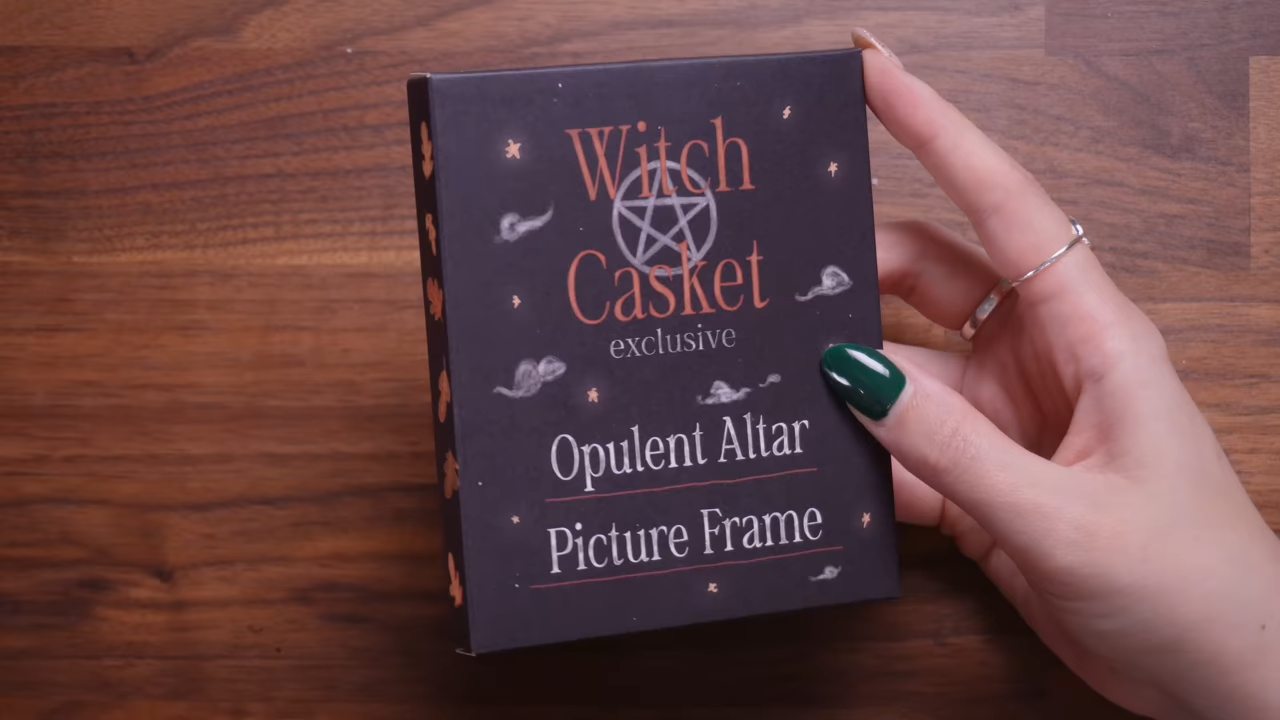 Witch
Casket
exclusive
Opulent Altar
Picture Frame